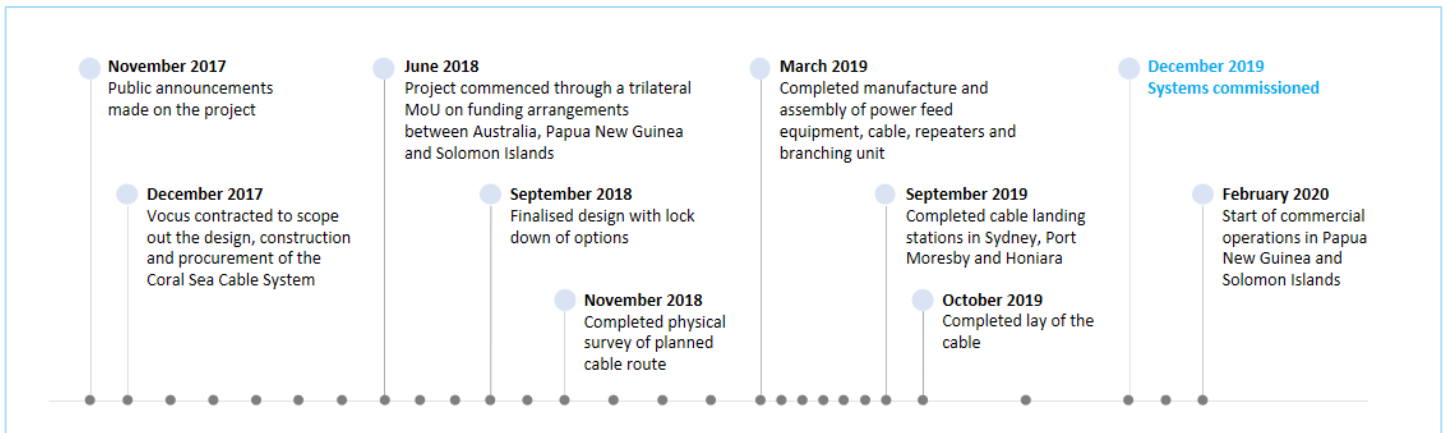 November 2017
Public announcements
made on the project
December 2017
Vocus contracted to scope
out the design, construction
and procurement of the
Coral Sea Cable System
June 2018
Project commenced through a trilateral
MoU on funding arrangements
between Australia, Papua New Guinea
and Solomon Islands
September 2018
Finalised design with lock
down of options
November 2018
Completed physical
survey of planned
cable route
March 2019
Completed manufacture and
assembly of power feed
equipment, cable, repeaters and
branching unit
September 2019
Completed cable landing
stations in Sydney, Port
Moresby and Honiara
October 2019
Completed lay of the
cable
December 2019
Systems commissioned
February 2020
Start of commercial
operations in Papua
New Guinea and
Solomon Islands